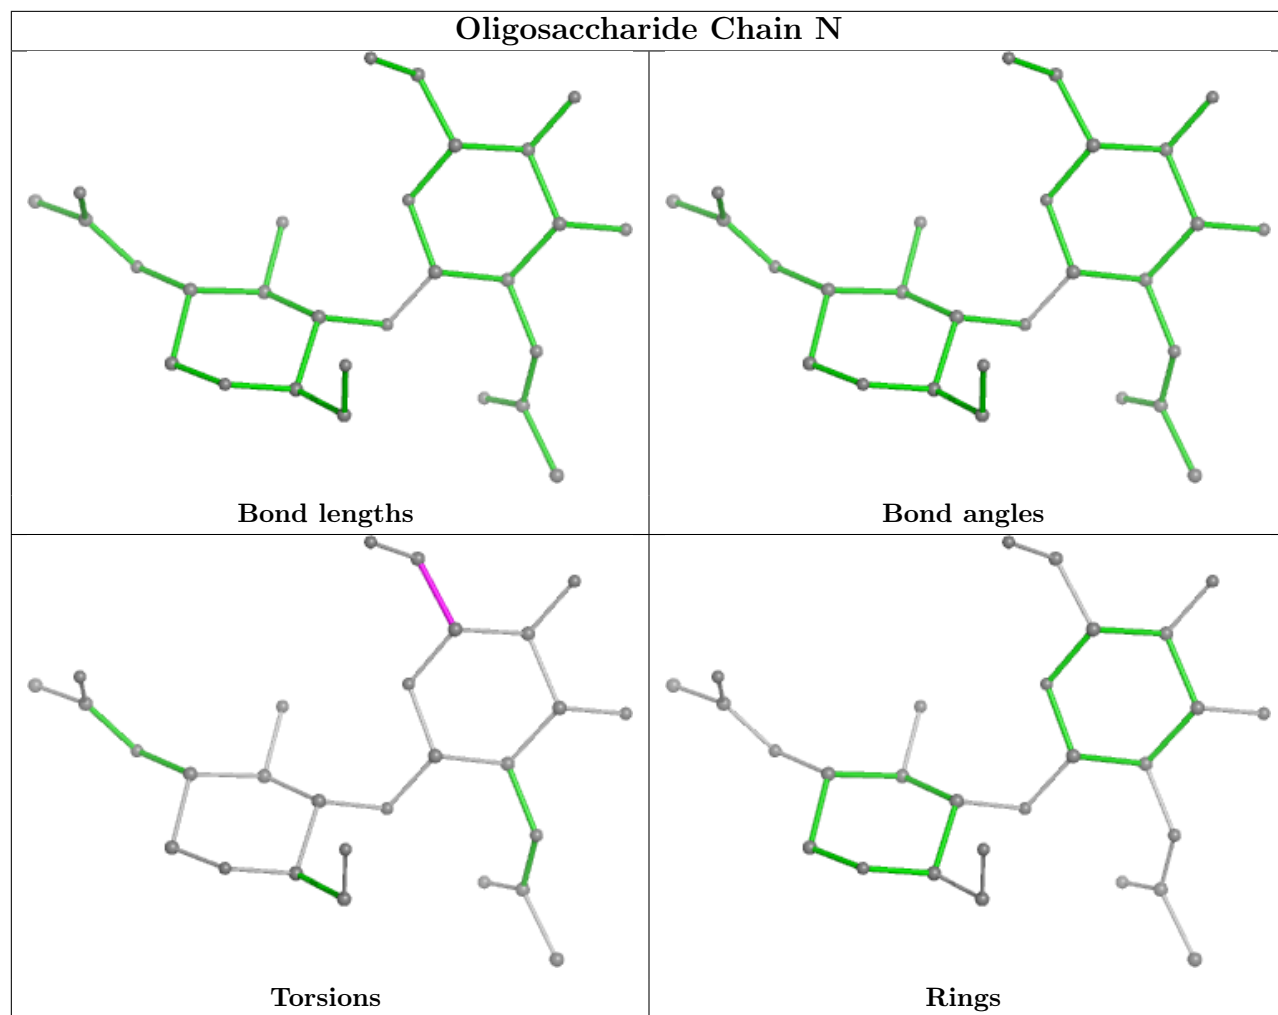 Oligosaccharide Chain N
Bond lengths
Bond angles
Torsions
Rings